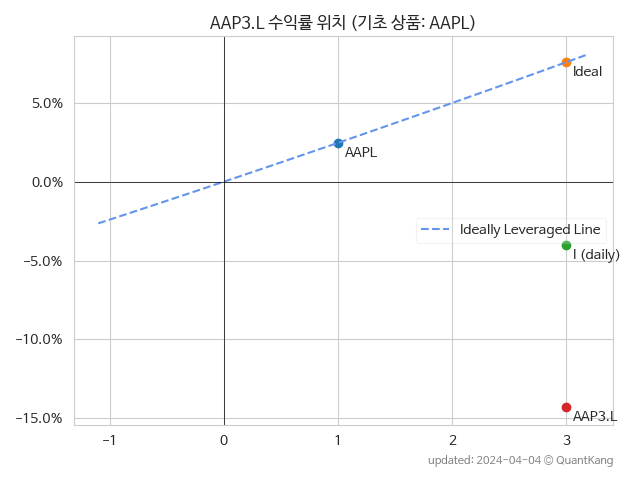 AAP3.L 수익률 위치 (기초 상품: AAPL)
Ideal
5.0%
AAPL
0.0%
Ideally Leveraged Line
I (daily)
−5.0%
−10.0%
AAP3.L
−15.0%
−1 0 1 2 3
updated: 2024-04-04 © QuantKang